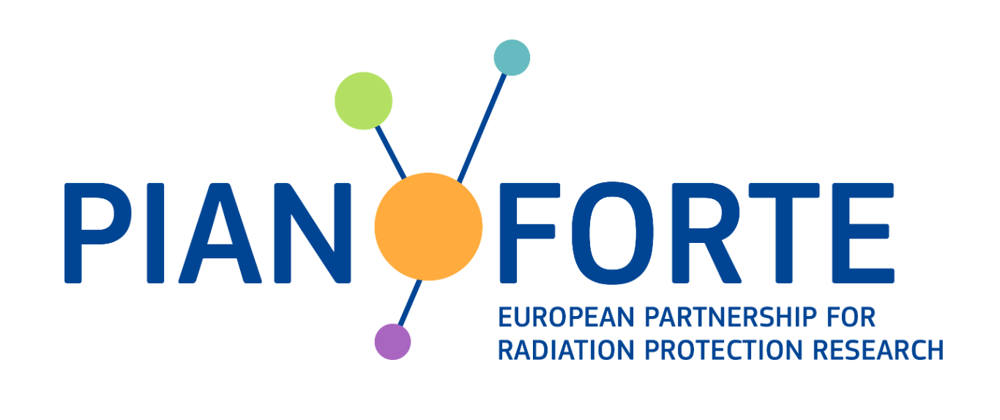 PIANOFORTE
EUROPEAN PARTNERSHIP FOR
RADIATION PROTECTION RESEARCH